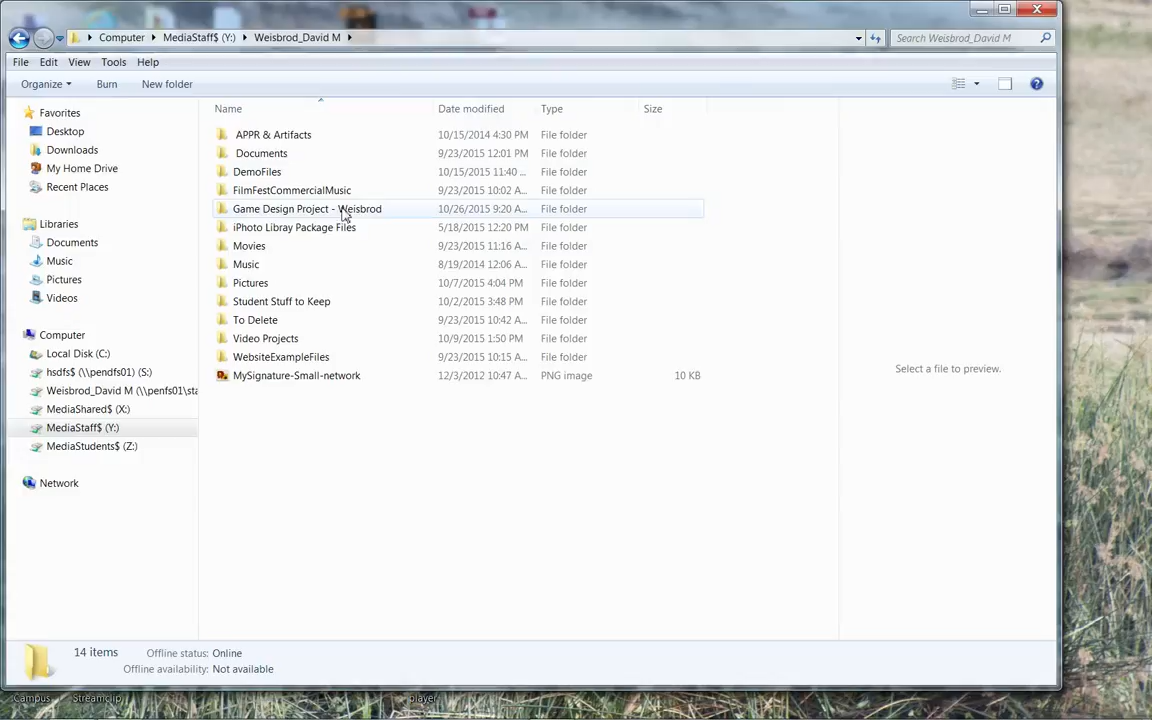 Computer MediaStaff$ (Y:) Weisbrod_David M Search Weisbrod_David M
File Edit View Tools Help
Organize Burn New folder
Favorites
Desktop
Downloads
My Home Drive
Recent Places
Libraries
Documents
Music
Pictures
Videos
Computer
Local Disk (C:)
hsdfs$ (\\pendfs01) (S:)
Weisbrod_David M (\\penfs01\sta
MediaShared$ (X:)
MediaStaff$ (Y:)
MediaStudents$ (Z:)
Network
Name Date modified Type Size
APPR & Artifacts 10/15/2014 4:30 PM File folder
Documents 9/23/2015 12:01 PM File folder
DemoFiles 10/15/2015 11:40 ... File folder
FilmFestCommercialMusic 9/23/2015 10:02 A... File folder
Game Design Project - Weisbrod 10/26/2015 9:20 A... File folder
iPhoto Libray Package Files 5/18/2015 12:20 PM File folder
Movies 9/23/2015 11:16 A... File folder
Music 8/19/2014 12:06 A... File folder
Pictures 10/7/2015 4:04 PM File folder
Student Stuff to Keep 10/2/2015 3:48 PM File folder
To Delete 9/23/2015 10:42 A... File folder
Video Projects 10/9/2015 1:50 PM File folder
WebsiteExampleFiles 9/23/2015 10:15 A... File folder
MySignature-Small-network 12/3/2012 10:47 A... PNG image 10 KB
Select a file to preview.
14 items Offline status: Online
Offline availability: Not available
Campus Streamclip player